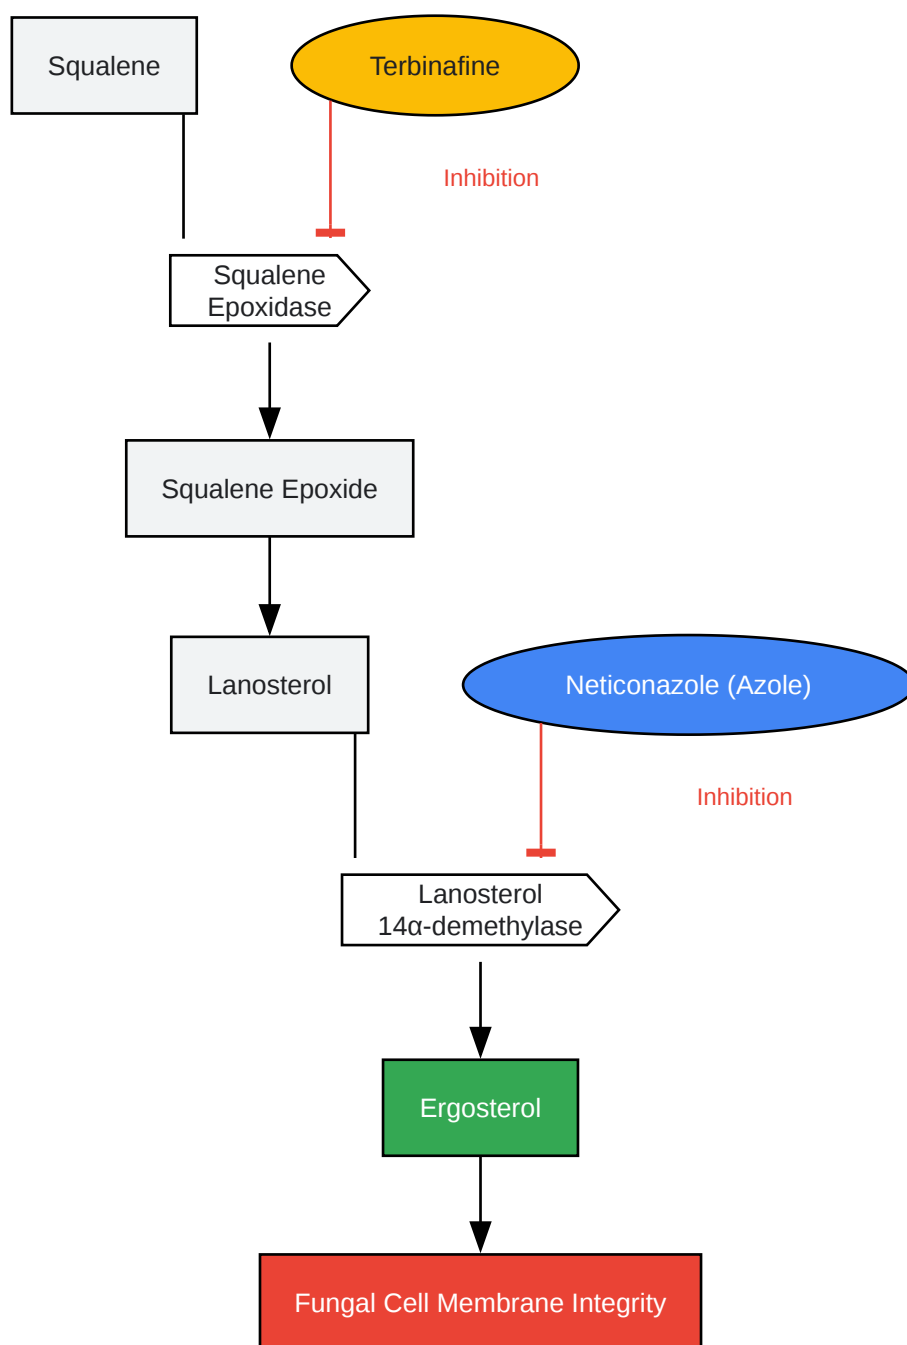 Squalene
Terbinafine
Inhibition
Squalene
Epoxidase
Squalene Epoxide
Lanosterol
Neticonazole (Azole)
Inhibition
Lanosterol
14α-demethylase
Ergosterol
Fungal Cell Membrane Integrity